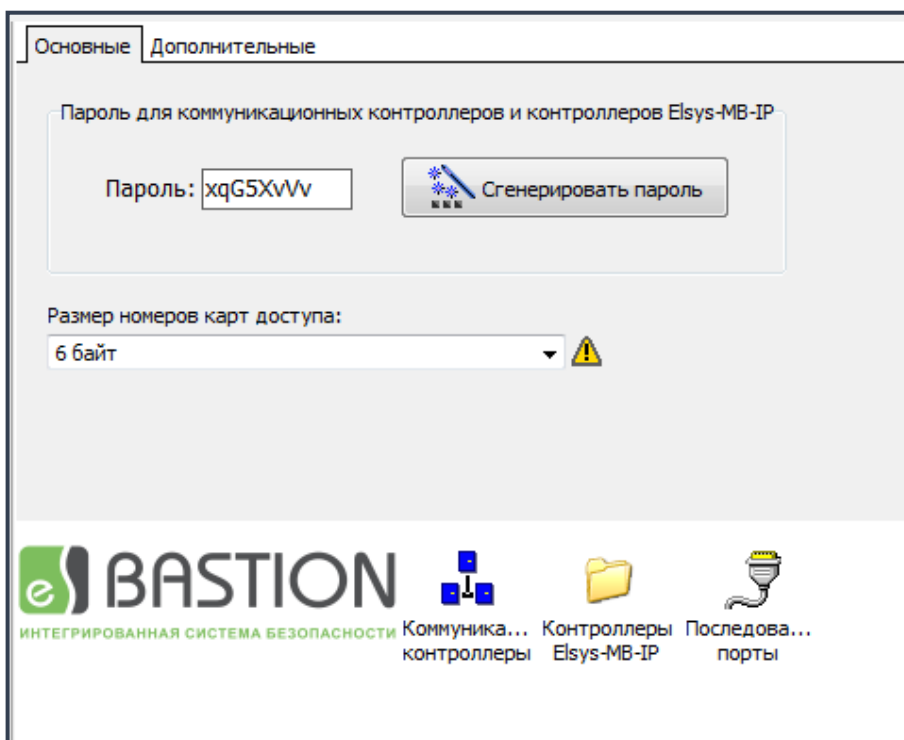 Основные Дополнительные
Пароль для коммуникационных контроллеров и контроллеров Elsys-MB-IP
Пароль: xqG5XvVv Сгенерировать пароль
Размер номеров карт доступа:
6 байт
eS BASTION
ИНТЕГРИРОВАННАЯ СИСТЕМА БЕЗОПАСНОСТИ
Коммуника... Контроллеры Последова...
контроллеры Elsys-MB-IP порты